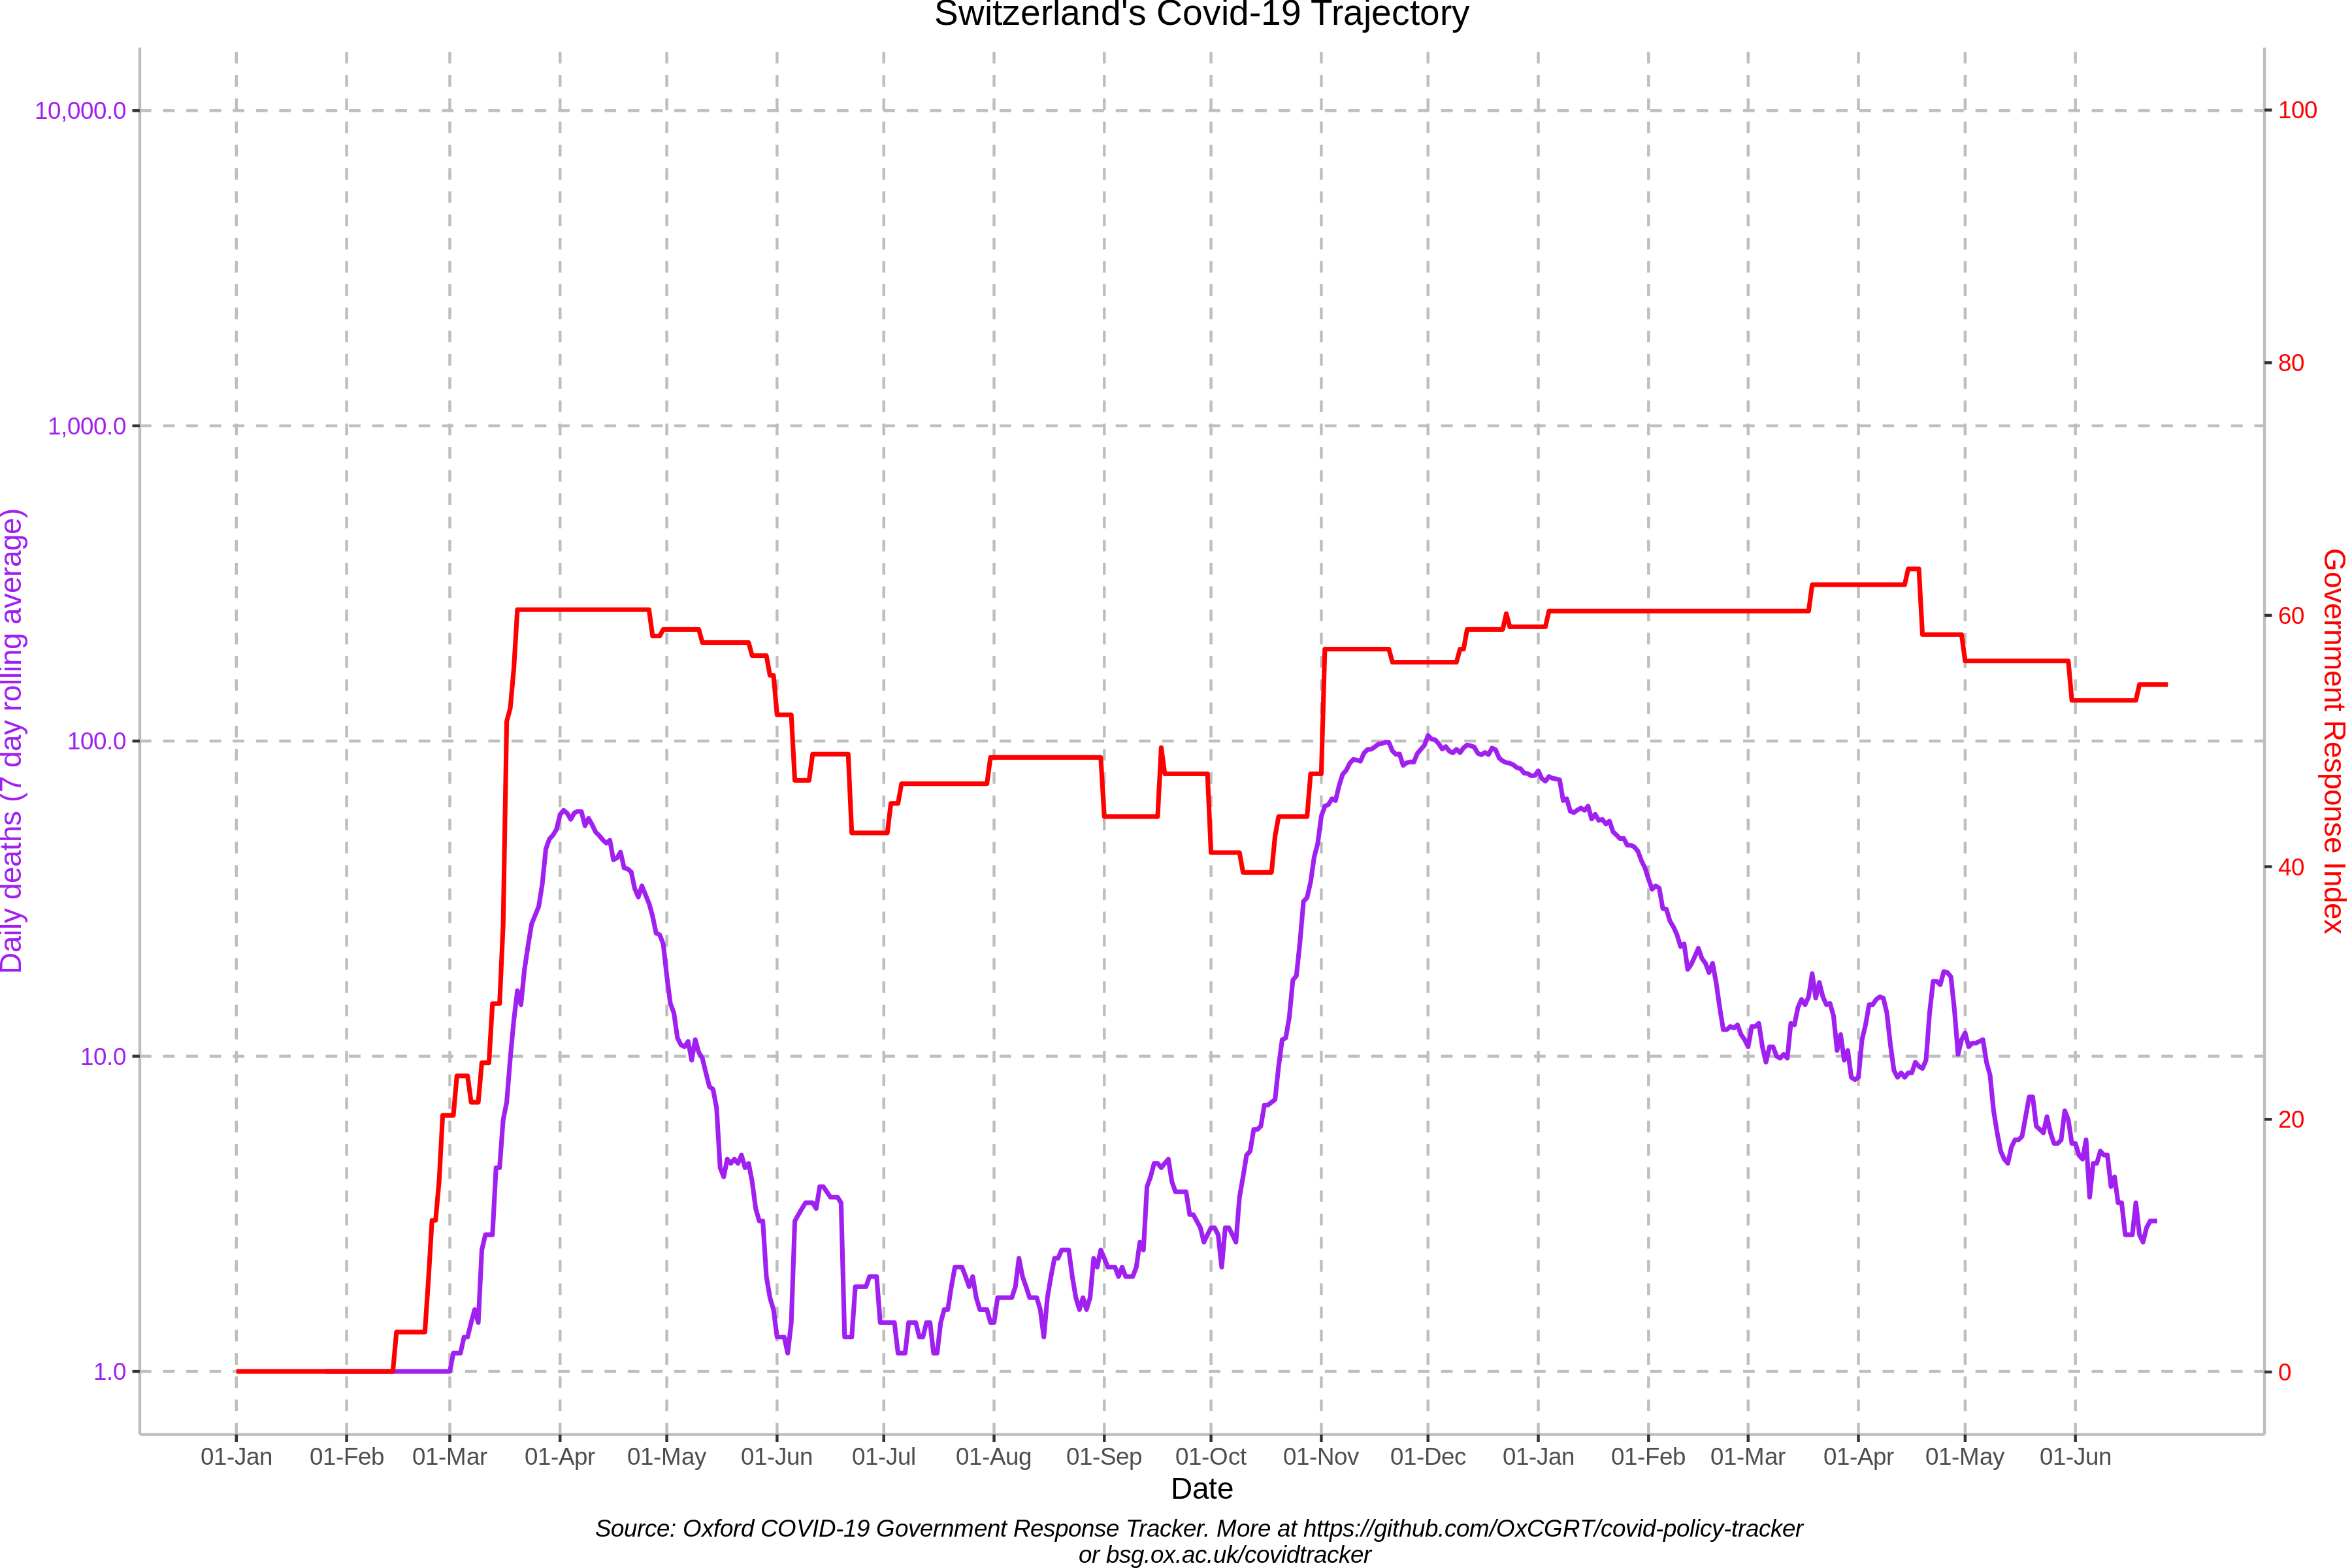 Switzerland's Covid-19 Trajectory
10,000.0
1,000.0
100.0
10.0
1.0
Daily deaths (7 day rolling average)
100
80
60
40
20
0
Government Response Index
01-Jan 01-Feb 01-Mar 01-Apr 01-May 01-Jun 01-Jul 01-Aug 01-Sep 01-Oct 01-Nov 01-Dec 01-Jan 01-Feb 01-Mar 01-Apr 01-May 01-Jun
Date
Source: Oxford COVID-19 Government Response Tracker. More at https://github.com/OxCGRT/covid-policy-tracker
or bsg.ox.ac.uk/covidtracker